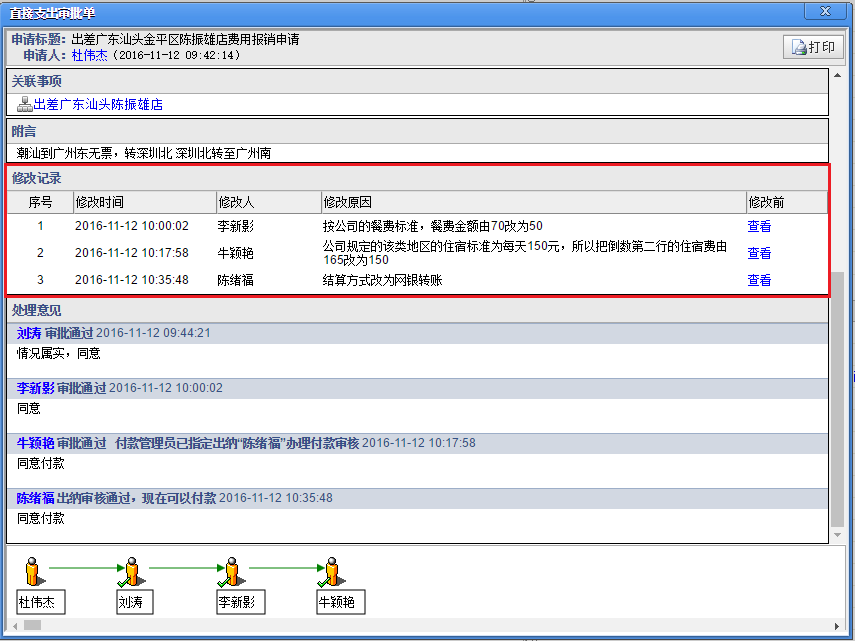 直接支出审批单
申请标题：出差广东汕头金平区陈振雄店费用报销申请
申请人：杜伟杰（2016-11-12 09:42:14）
打印
关联事项
出差广东汕头陈振雄店
附言
潮汕到广州东无票，转深圳北 深圳北转至广州南
修改记录
序号 修改时间 修改人 修改原因 修改前
1 2016-11-12 10:00:02 李新影 按公司的餐费标准，餐费金额由70改为50 查看
2 2016-11-12 10:17:58 牛颖艳 公司规定的该类地区的住宿标准为每天150元，所以把倒数第二行的住宿费由 查看
165改为150
3 2016-11-12 10:35:48 陈绪福 结算方式改为网银转账 查看
处理意见
刘涛 审批通过 2016-11-12 09:44:21
情况属实，同意
李新影 审批通过 2016-11-12 10:00:02
同意
牛颖艳 审批通过 付款管理员已指定出纳“陈绪福”办理付款审核 2016-11-12 10:17:58
同意付款
陈绪福 出纳审核通过，现在可以付款 2016-11-12 10:35:48
同意付款
杜伟杰 刘涛 李新影 牛颖艳